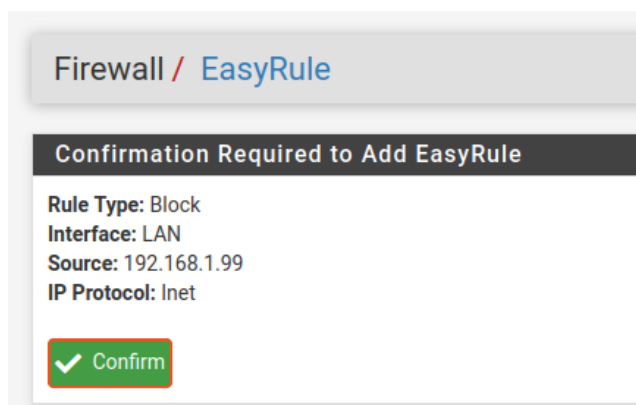 Firewall / EasyRule
Confirmation Required to Add EasyRule
Rule Type: Block
Interface: LAN
Source: 192.168.1.99
IP Protocol: Inet
Confirm